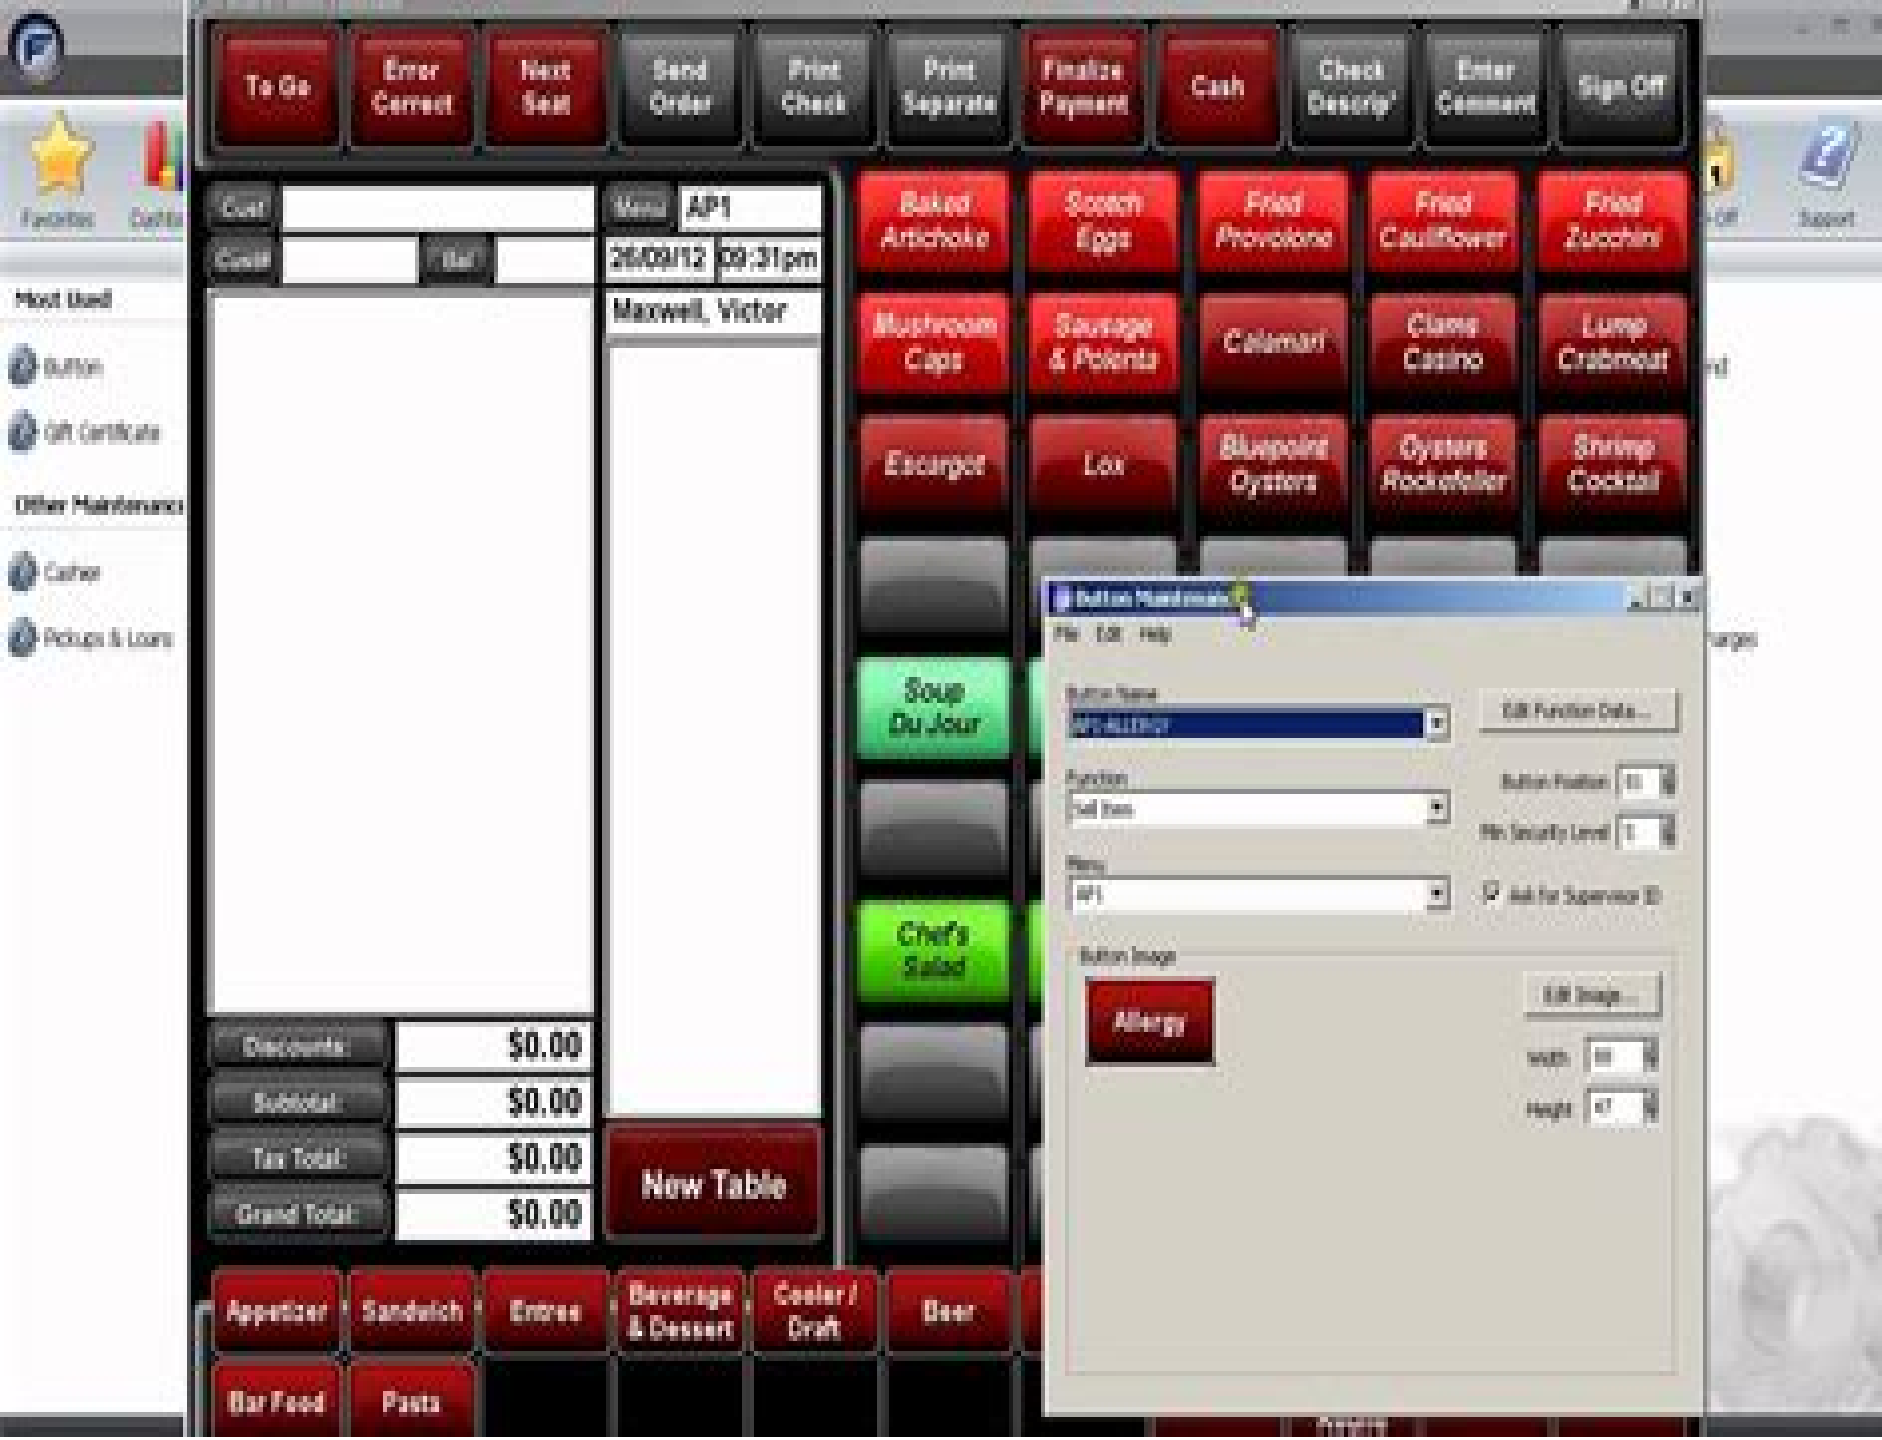 To Go
Error
Correct
Next
Seat
Send
Order
Print
Check
Print
Separate
Finalize
Payment
Cash
Check
Descrip'
Enter
Comment
Sign Off
Favorites
Support
Cust
Menu
AP1
26/09/12
09:31pm
Maxwell, Victor
Most Used
Button
Gift Certificate
Other Maintenance
Cashier
Pickups & Loans
Baked
Artichoke
Scotch
Eggs
Fried
Provolone
Fried
Cauliflower
Fried
Zucchini
Mushroom
Caps
Sausage
& Polenta
Calamari
Clams
Casino
Lump
Crabmeat
Escargot
Lox
Bluepoint
Oysters
Oysters
Rockefeller
Shrimp
Cocktail
Soup
Du Jour
Chef's
Salad
Discounts:
$0.00
Subtotal:
$0.00
Tax Total:
$0.00
Grand Total:
$0.00
New Table
Appetizer
Sandwich
Entree
Beverage
& Dessert
Cooler /
Draft
Beer
Bar Food
Pasta
Button Maintenance
File Edit Help
Button Name
Edit Function Data...
Function
Sell Item
Button Position
Min Security Level
Menu
AP1
Ask for Supervisor ID
Button Image
Allergy
Edit Image...
Width
Height